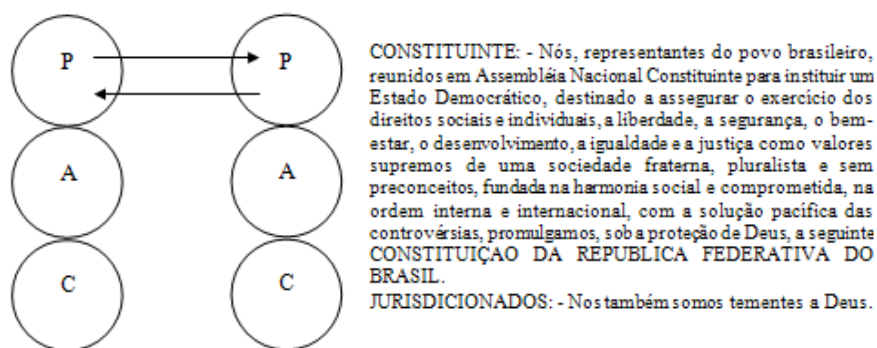 P
P
A
A
C
C
CONSTITUINTE: - Nós, representantes do povo brasileiro,
reunidos em Assembléia Nacional Constituinte para instituir um
Estado Democrático, destinado a assegurar o exercício dos
direitos sociais e individuais, a liberdade, a segurança, o bem-
estar, o desenvolvimento, a igualdade e a justiça como valores
supremos de uma sociedade fraterna, pluralista e sem
preconceitos, fundada na harmonia social e comprometida, na
ordem interna e internacional, com a solução pacífica das
controvérsias, promulgamos, sob a proteção de Deus, a seguinte
CONSTITUIÇAO DA REPUBLICA FEDERATIVA DO
BRASIL.
JURISDICIONADOS: - Nos também somos tementes a Deus.